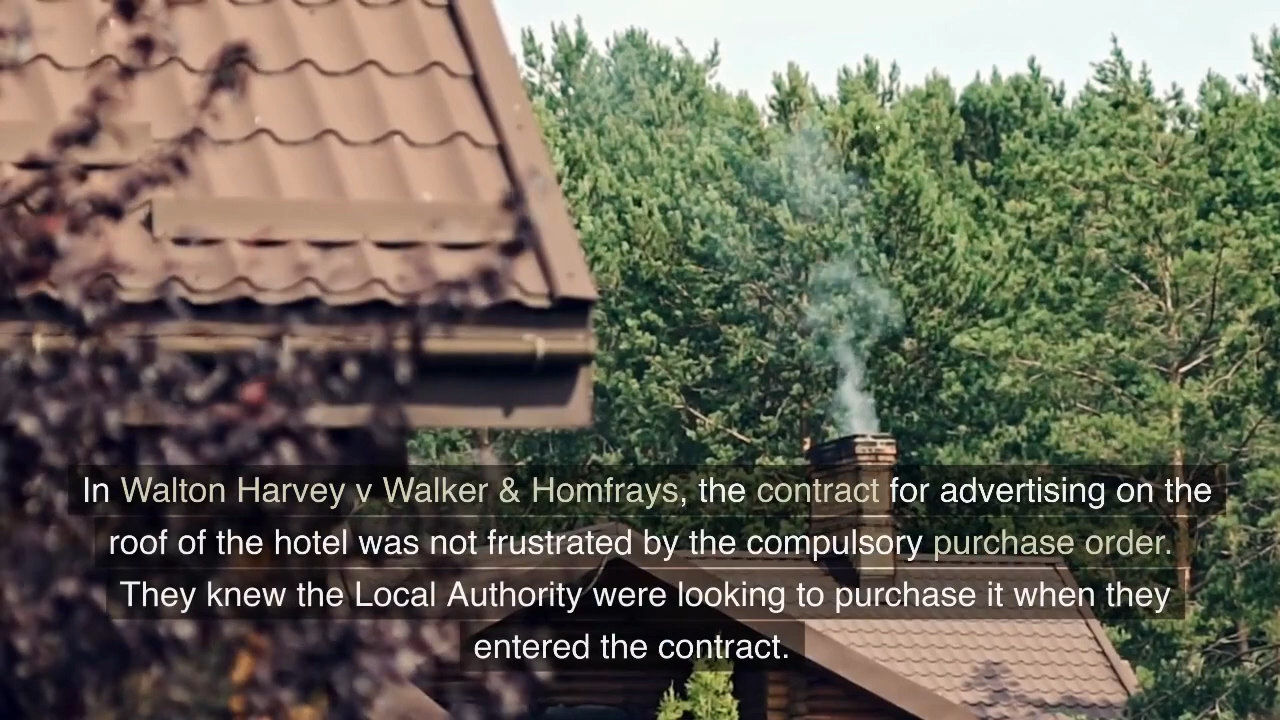 In Walton Harvey v Walker & Homfrays, the contract for advertising on the
roof of the hotel was not frustrated by the compulsory purchase order.
They knew the Local Authority were looking to purchase it when they
entered the contract.